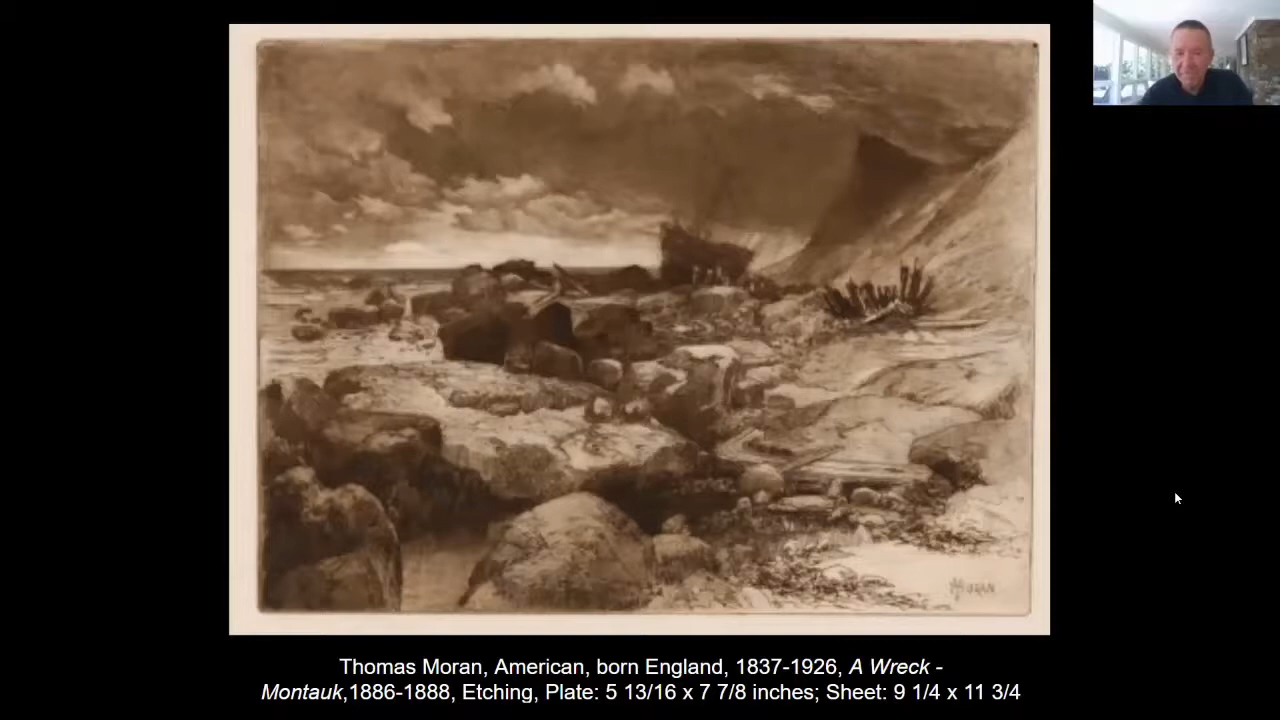 MORAN
Thomas Moran, American, born England, 1837-1926, A Wreck -
Montauk,1886-1888, Etching, Plate: 5 13/16 x 7 7/8 inches; Sheet: 9 1/4 x 11 3/4